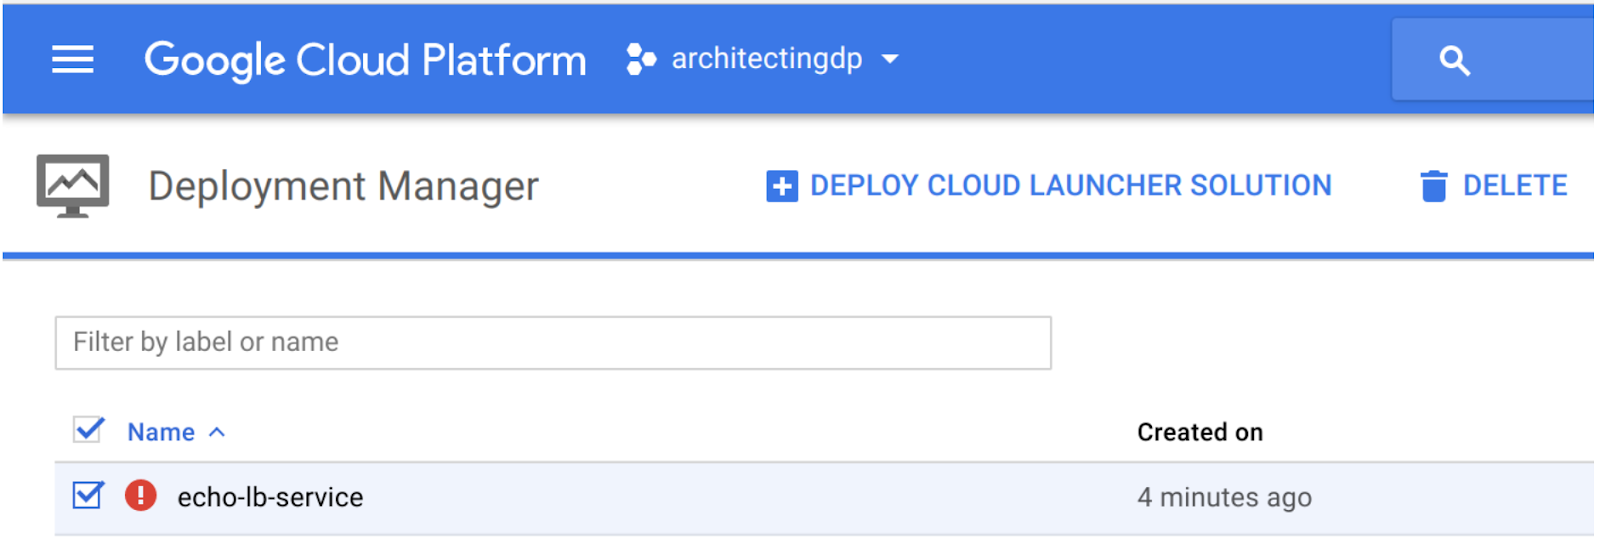 Google Cloud Platform architectingdp
Deployment Manager DEPLOY CLOUD LAUNCHER SOLUTION DELETE
Filter by label or name
Name Created on
echo-lb-service 4 minutes ago